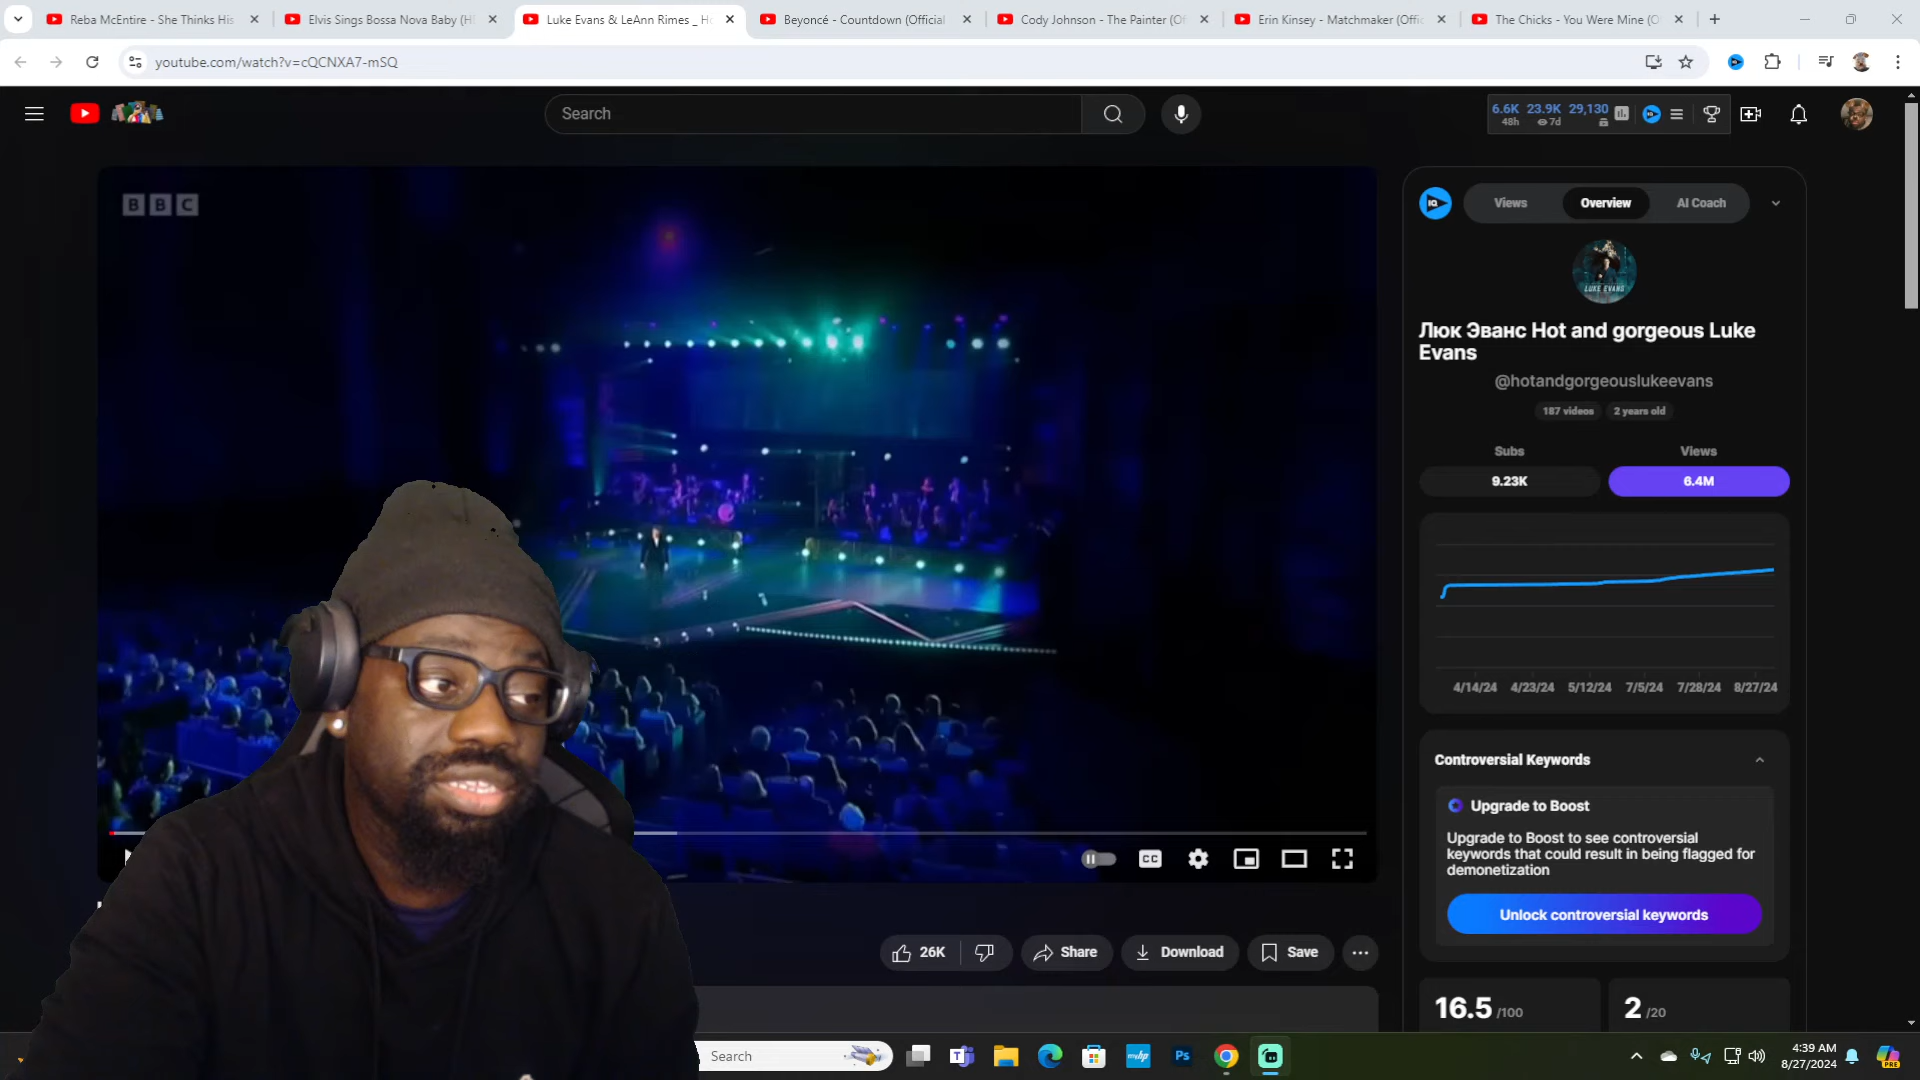 Reba McEntire - She Thinks His
Elvis Sings Bossa Nova Baby (H
Luke Evans & LeAnn Rimes _ H
Beyoncé - Countdown (Official
Cody Johnson - The Painter (Of
Erin Kinsey - Matchmaker (Offic
The Chicks - You Were Mine (O
youtube.com/watch?v=cQCNXA7-mSQ
Search
6.6K 23.9K 29,130
48h 7d
BBC
IQ
Views Overview AI Coach
LUKE EVANS
Люк Эванс Hot and gorgeous Luke
Evans
@hotandgorgeouslukeevans
187 videos 2 years old
Subs Views
9.23K 6.4M
4/14/24 4/23/24 5/12/24 7/5/24 7/28/24 8/27/24
Controversial Keywords
Upgrade to Boost
Upgrade to Boost to see controversial
keywords that could result in being flagged for
demonetization
Unlock controversial keywords
CC
26K Share Download Save
16.5 /100 2 /20
Search
myhp
Ps
PRE
4:39 AM
8/27/2024